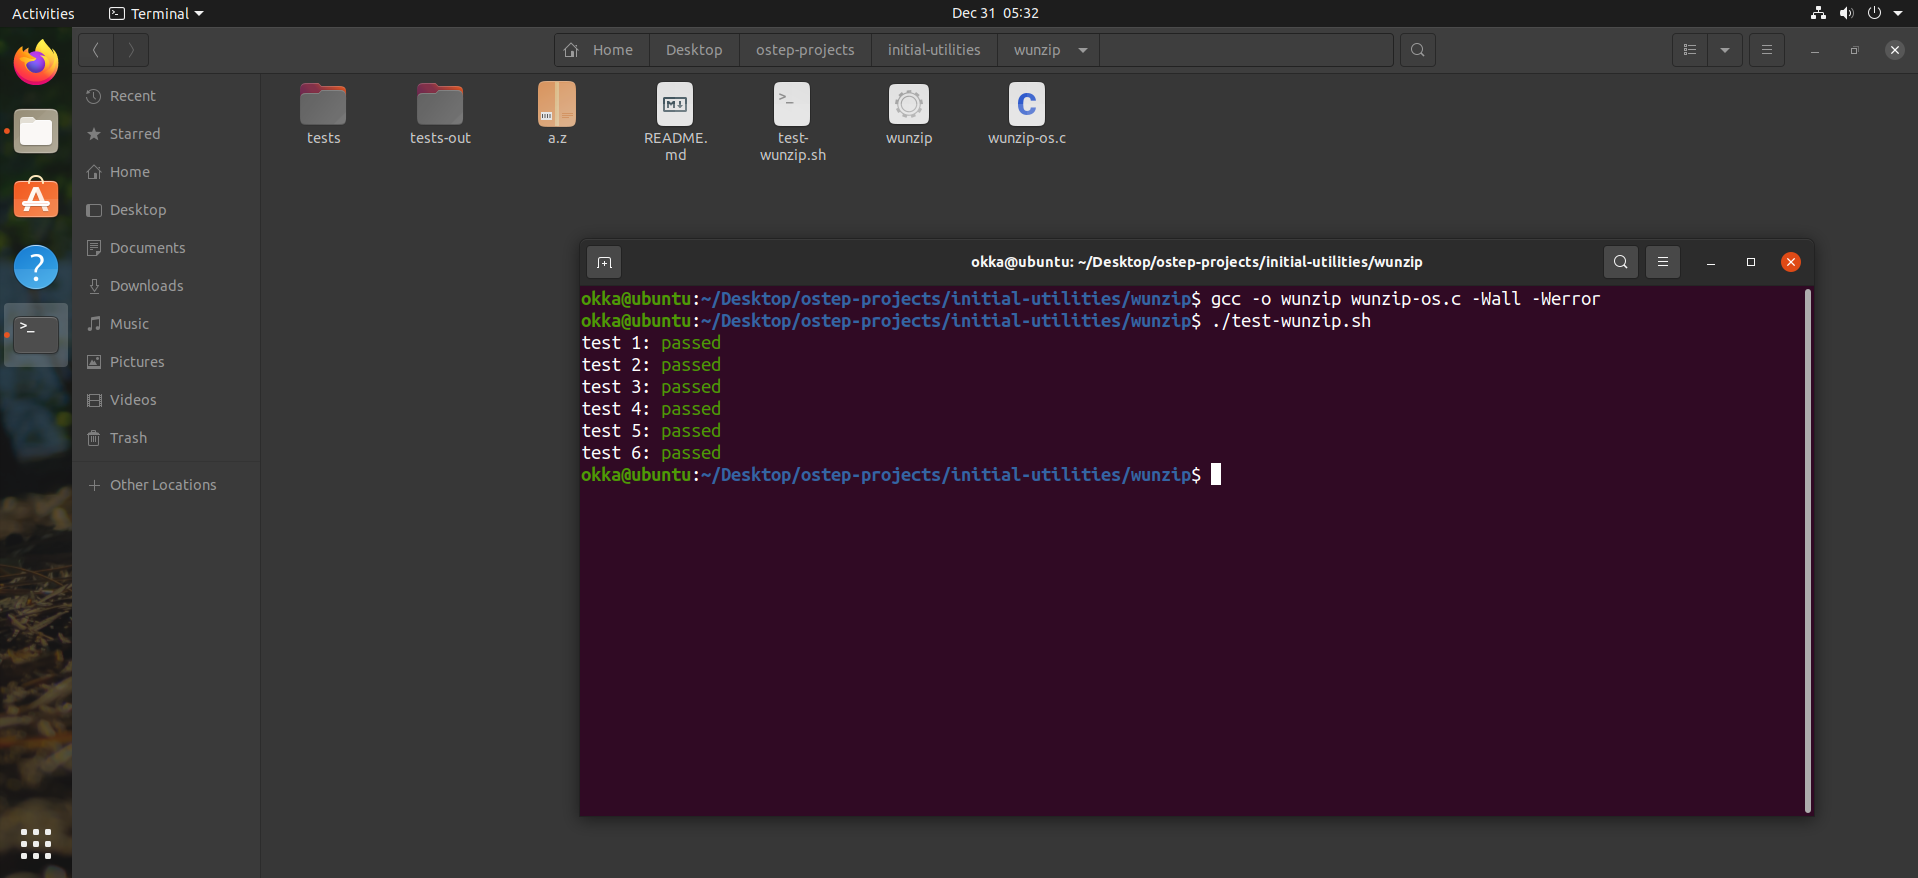 Activities
Terminal
Dec 31 05:32
Home
Desktop
ostep-projects
initial-utilities
wunzip
Recent
Starred
Home
Desktop
Documents
Downloads
Music
Pictures
Videos
Trash
Other Locations
tests
tests-out
a.z
README.
md
test-
wunzip.sh
wunzip
wunzip-os.c
okka@ubuntu: ~/Desktop/ostep-projects/initial-utilities/wunzip
okka@ubuntu:~/Desktop/ostep-projects/initial-utilities/wunzip$ gcc -o wunzip wunzip-os.c -Wall -Werror
okka@ubuntu:~/Desktop/ostep-projects/initial-utilities/wunzip$ ./test-wunzip.sh
test 1: passed
test 2: passed
test 3: passed
test 4: passed
test 5: passed
test 6: passed
okka@ubuntu:~/Desktop/ostep-projects/initial-utilities/wunzip$